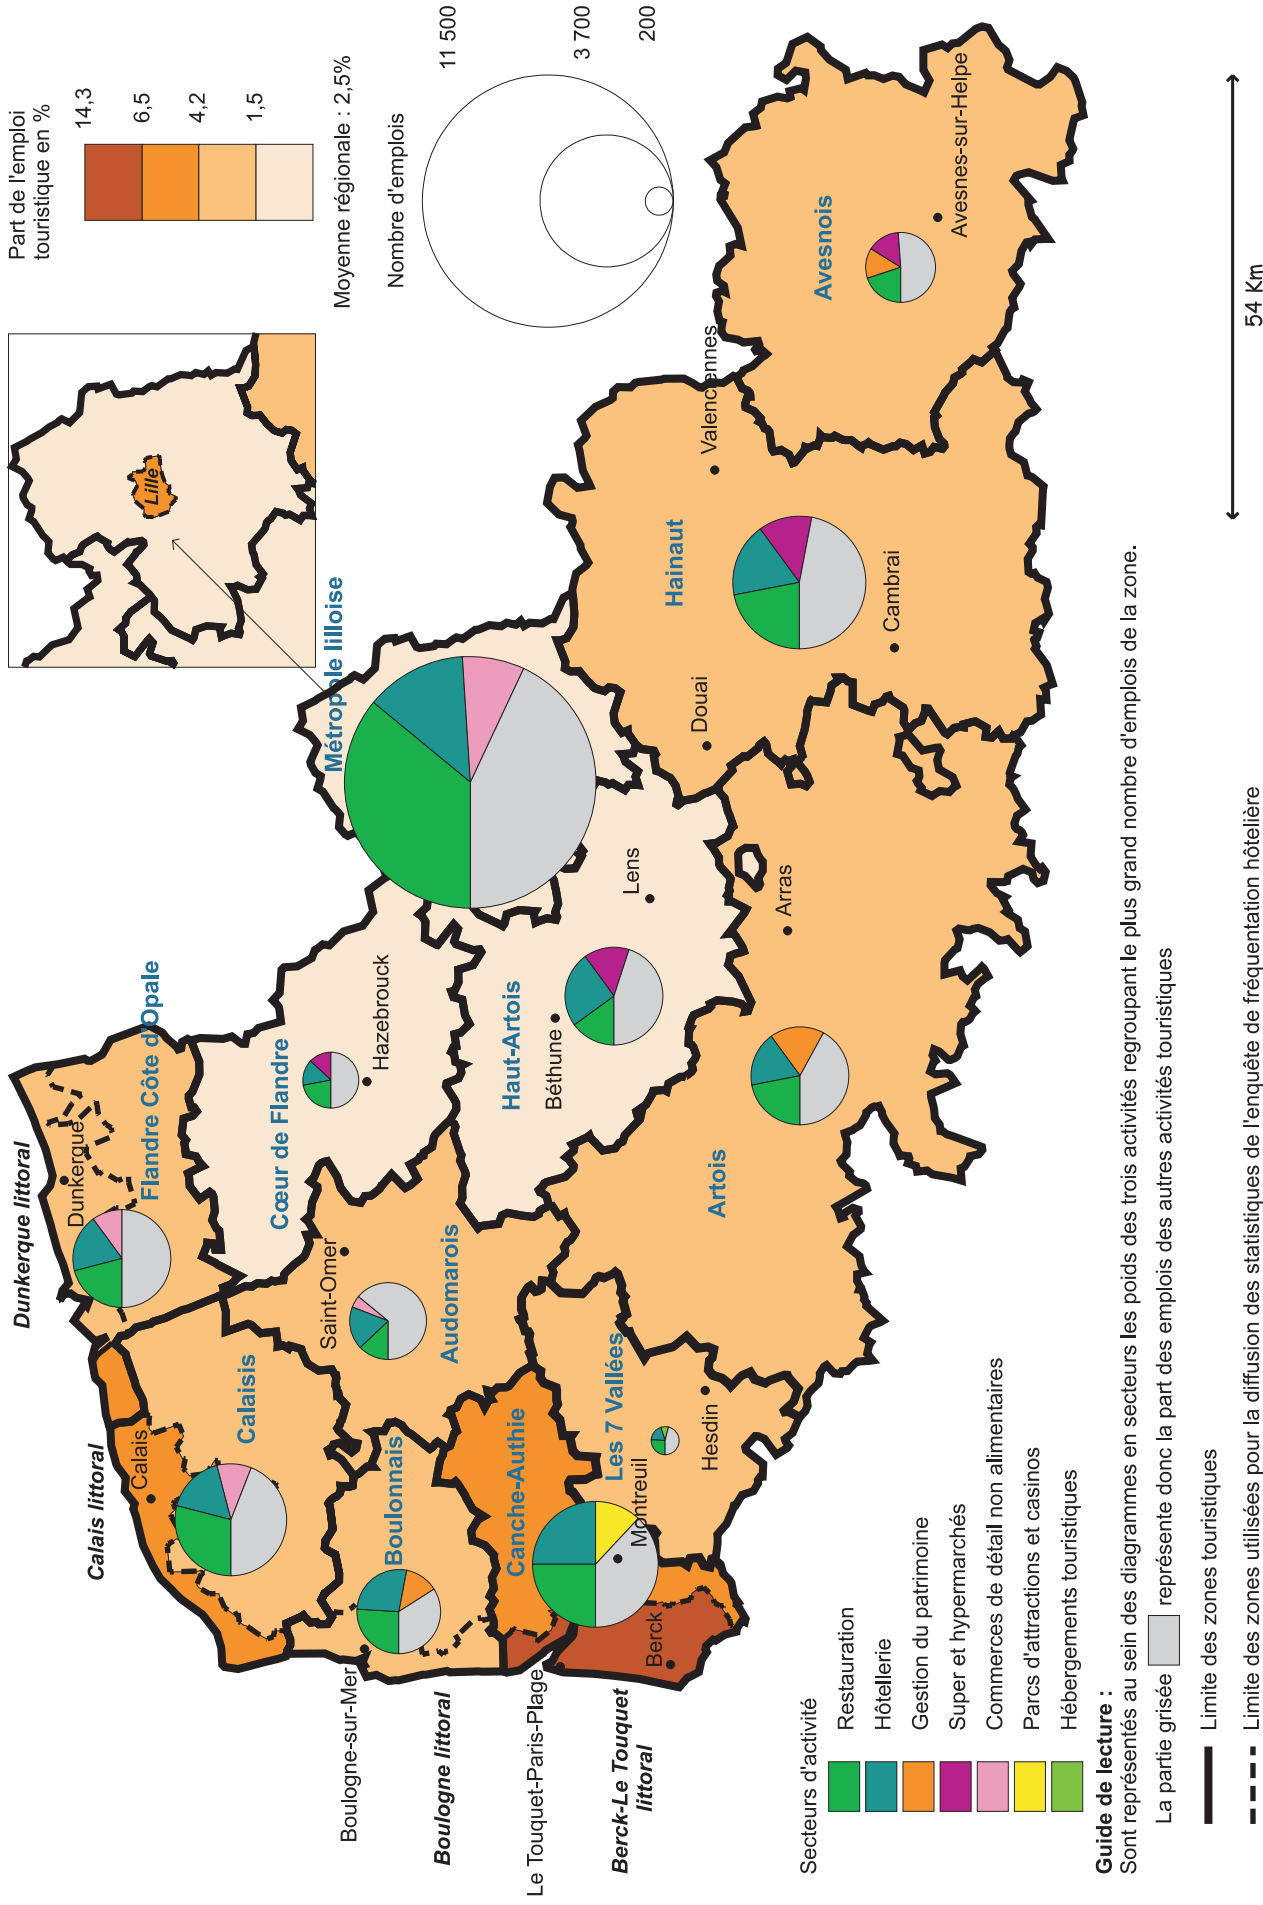 Part de l'emploi
touristique en %
14,3
6,5
4,2
1,5
Moyenne régionale : 2,5%
Nombre d'emplois
11 500
3 700
200
Lille
Métropole lilloise
Dunkerque littoral
Dunkerque
Flandre Côte d'Opale
Cœur de Flandre
Hazebrouck
Calais littoral
Calais
Calaisis
Saint-Omer
Audomarois
Haut-Artois
Béthune
Lens
Hainaut
Valenciennes
Douai
Cambrai
Avesnois
Avesnes-sur-Helpe
Boulogne-sur-Mer
Boulonnais
Boulogne littoral
Canche-Authie
Le Touquet-Paris-Plage
Berck-Le Touquet
littoral
Berck
Montreuil
Les 7 Vallées
Hesdin
Artois
Arras
Secteurs d'activité
Restauration
Hôtellerie
Gestion du patrimoine
Super et hypermarchés
Commerces de détail non alimentaires
Parcs d'attractions et casinos
Hébergements touristiques
Guide de lecture :
Sont représentés au sein des diagrammes en secteurs les poids des trois activités regroupant le plus grand nombre d'emplois de la zone.
La partie grisée représente donc la part des emplois des autres activités touristiques
Limite des zones touristiques
Limite des zones utilisées pour la diffusion des statistiques de l'enquête de fréquentation hôtelière
54 Km